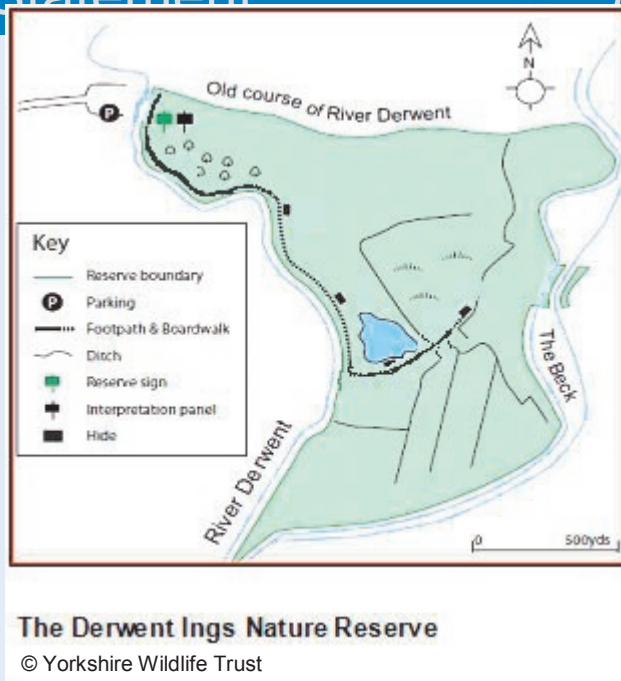 Old course of River Derwent
N
P
Key
Reserve boundary
P Parking
Footpath & Boardwalk
Ditch
Reserve sign
Interpretation panel
Hide
The Beck
River Derwent
0 500yds
The Derwent Ings Nature Reserve
© Yorkshire Wildlife Trust